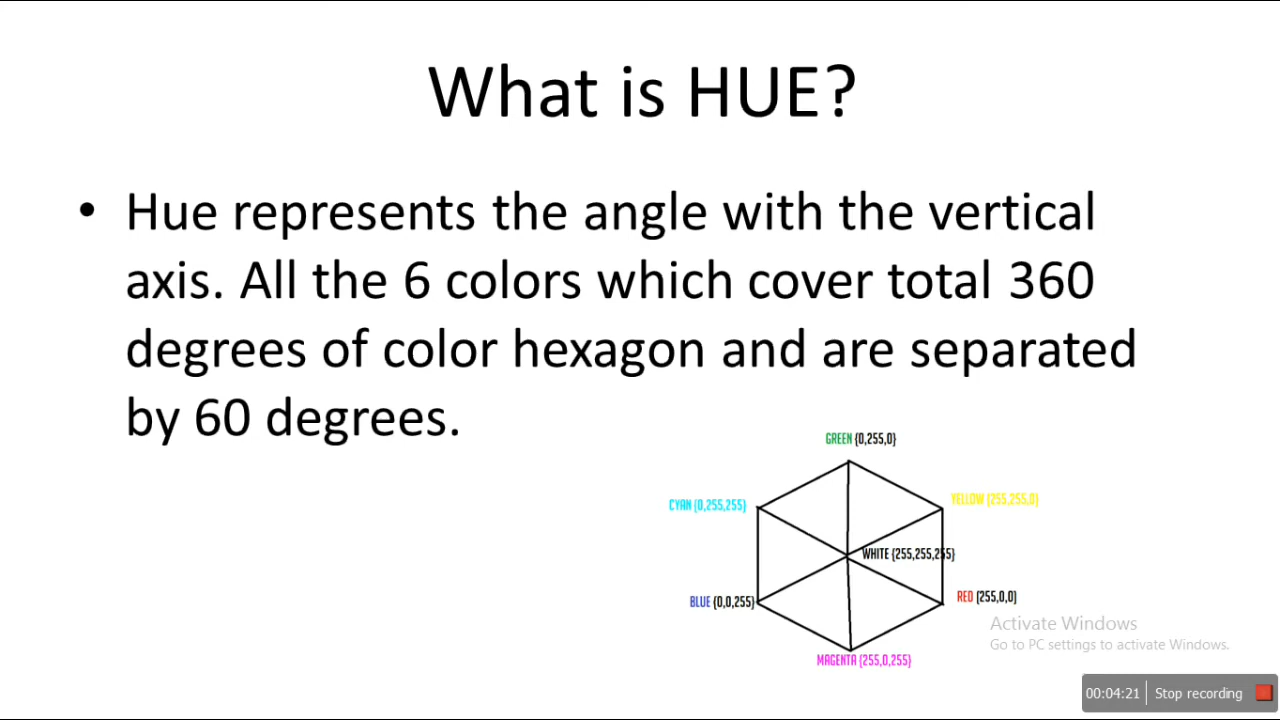 What is HUE?
• Hue represents the angle with the vertical
axis. All the 6 colors which cover total 360
degrees of color hexagon and are separated
by 60 degrees.
GREEN {0,255,0}
CYAN (0,255,255)
YELLOW (255,255,0)
WHITE {255,255,255}
BLUE {0,0,255}
RED (255,0,0)
MAGENTA (255,0,255)
Activate Windows
Go to PC settings to activate Windows.
00:04:21 Stop recording